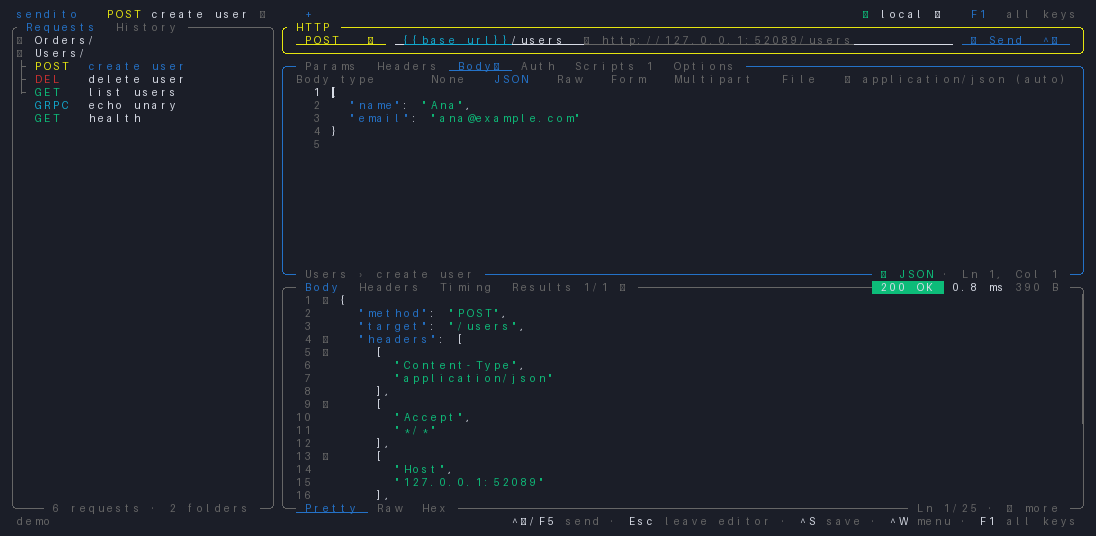 sendito POST create user + local F1 all keys
Requests History
Orders/
Users/
POST create user
DEL delete user
GET list users
GRPC echo unary
GET health
6 requests · 2 folders
demo
HTTP
POST {{base_url}}/users http://127.0.0.1:52089/users Send
Params Headers Body Auth Scripts 1 Options
Body type None JSON Raw Form Multipart File application/json (auto)
1 {
2 "name": "Ana",
3 "email": "ana@example.com"
4 }
5
Users › create user JSON · Ln 1, Col 1
Body Headers Timing Results 1/1 200 OK 0.8 ms 390 B
1 {
2 "method": "POST",
3 "target": "/users",
4 "headers": [
5 [
6 "Content-Type",
7 "application/json"
8 ],
9 [
10 "Accept",
11 "*/*"
12 ],
13 [
14 "Host",
15 "127.0.0.1:52089"
16 ],
Pretty Raw Hex Ln 1/25 · more
/F5 send · Esc leave editor · ^S save · ^W menu · F1 all keys